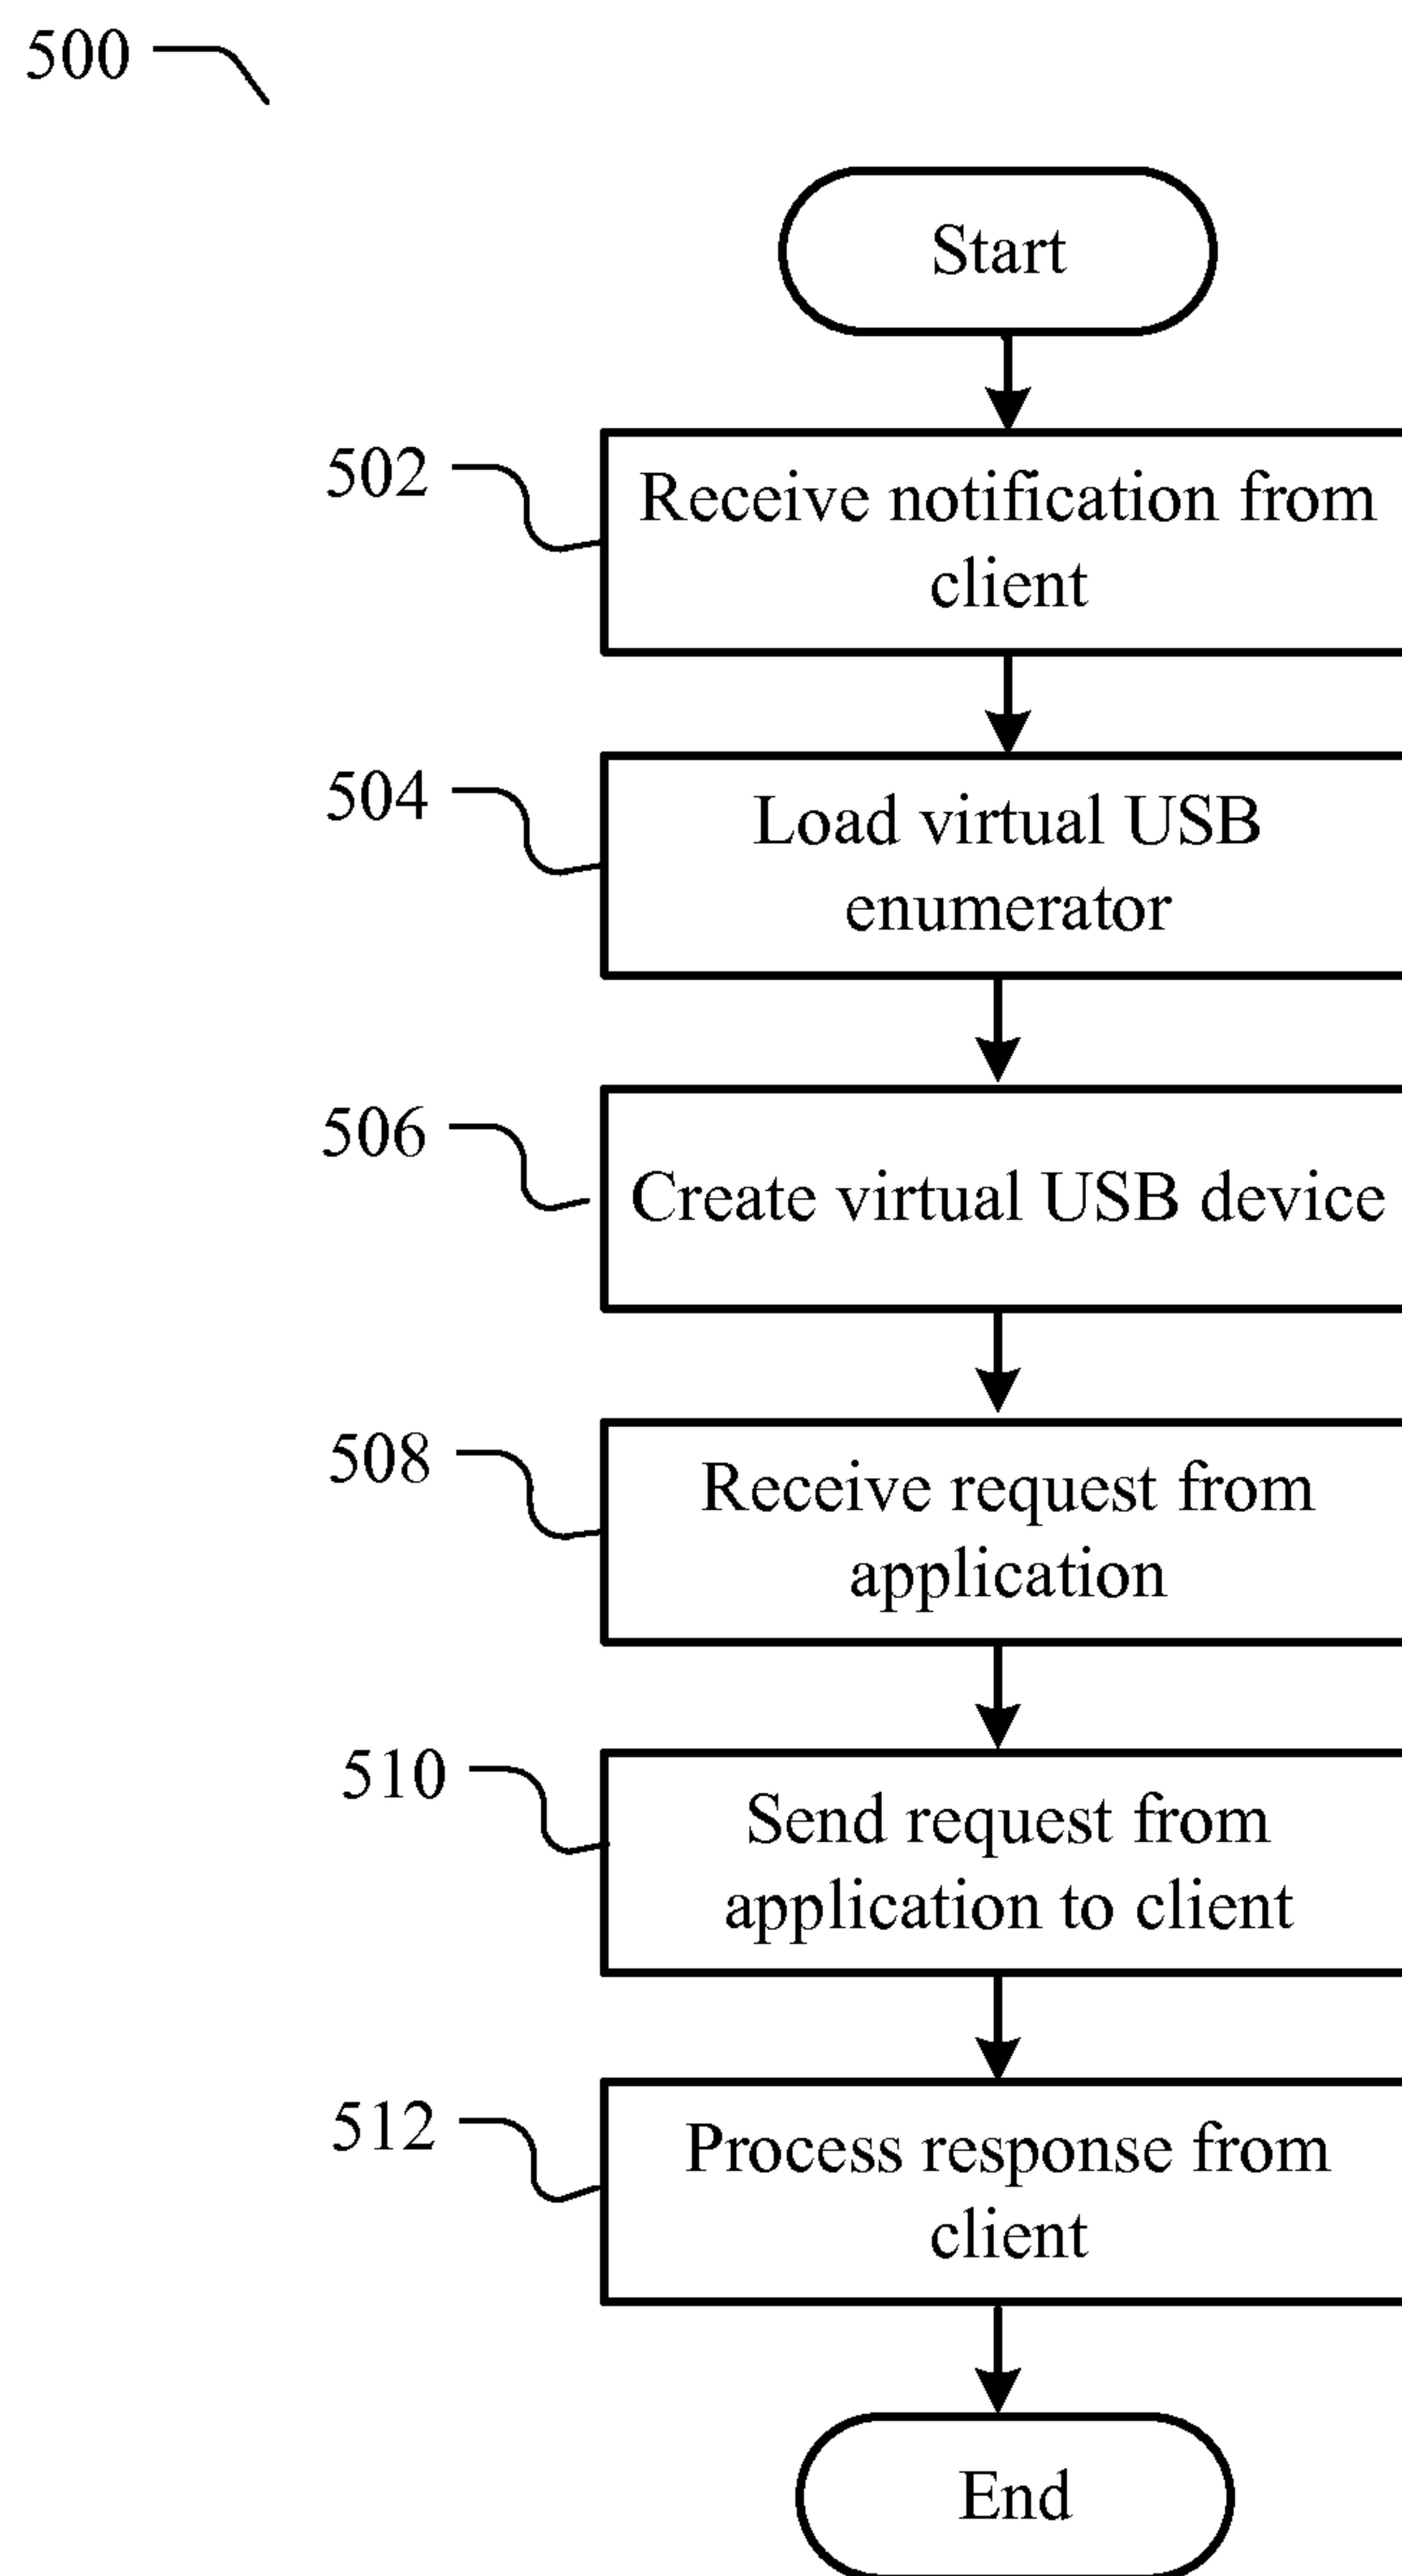 500
Start
502
Receive notification from
client
504
Load virtual USB
enumerator
506
Create virtual USB device
508
Receive request from
application
510
Send request from
application to client
512
Process response from
client
End